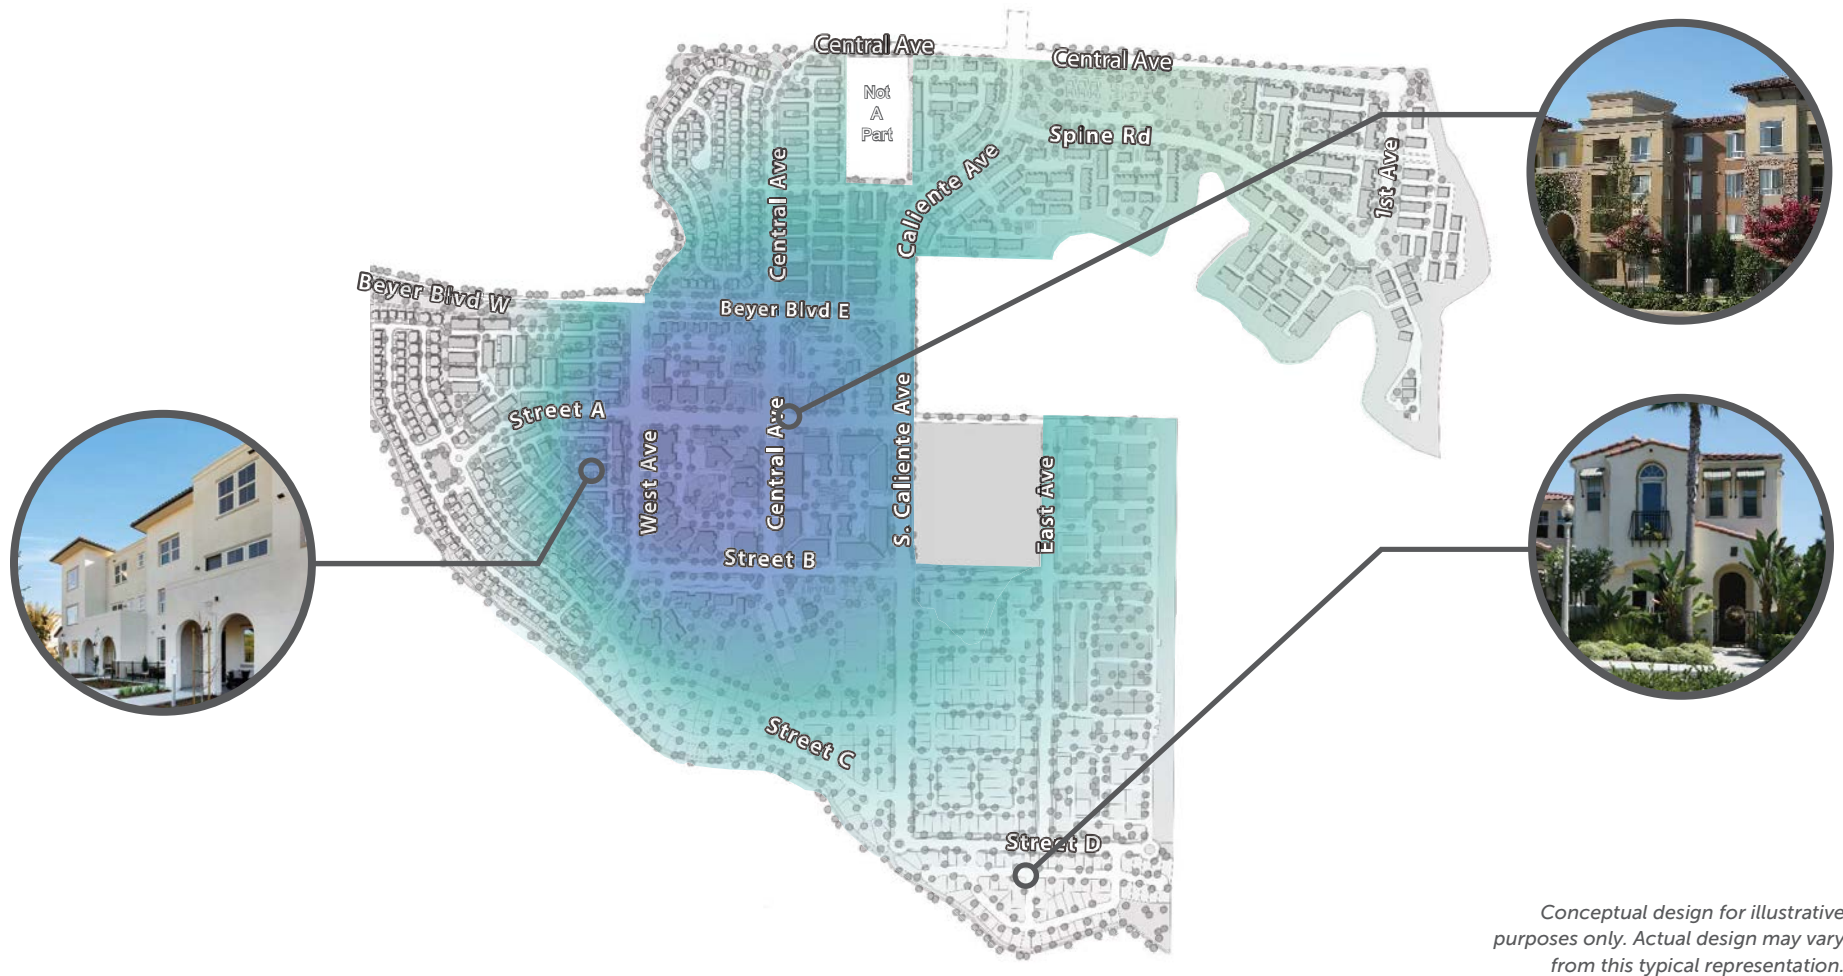 Central Ave
Central Ave
Not
A
Part
Spine Rd
1st Ave
Central Ave
Caliente Ave
Beyer Blvd W
Beyer Blvd E
Street A
West Ave
Central Ave
S. Caliente Ave
East Ave
Street B
Street C
Street D
Conceptual design for illustrative
purposes only. Actual design may vary
from this typical representation.